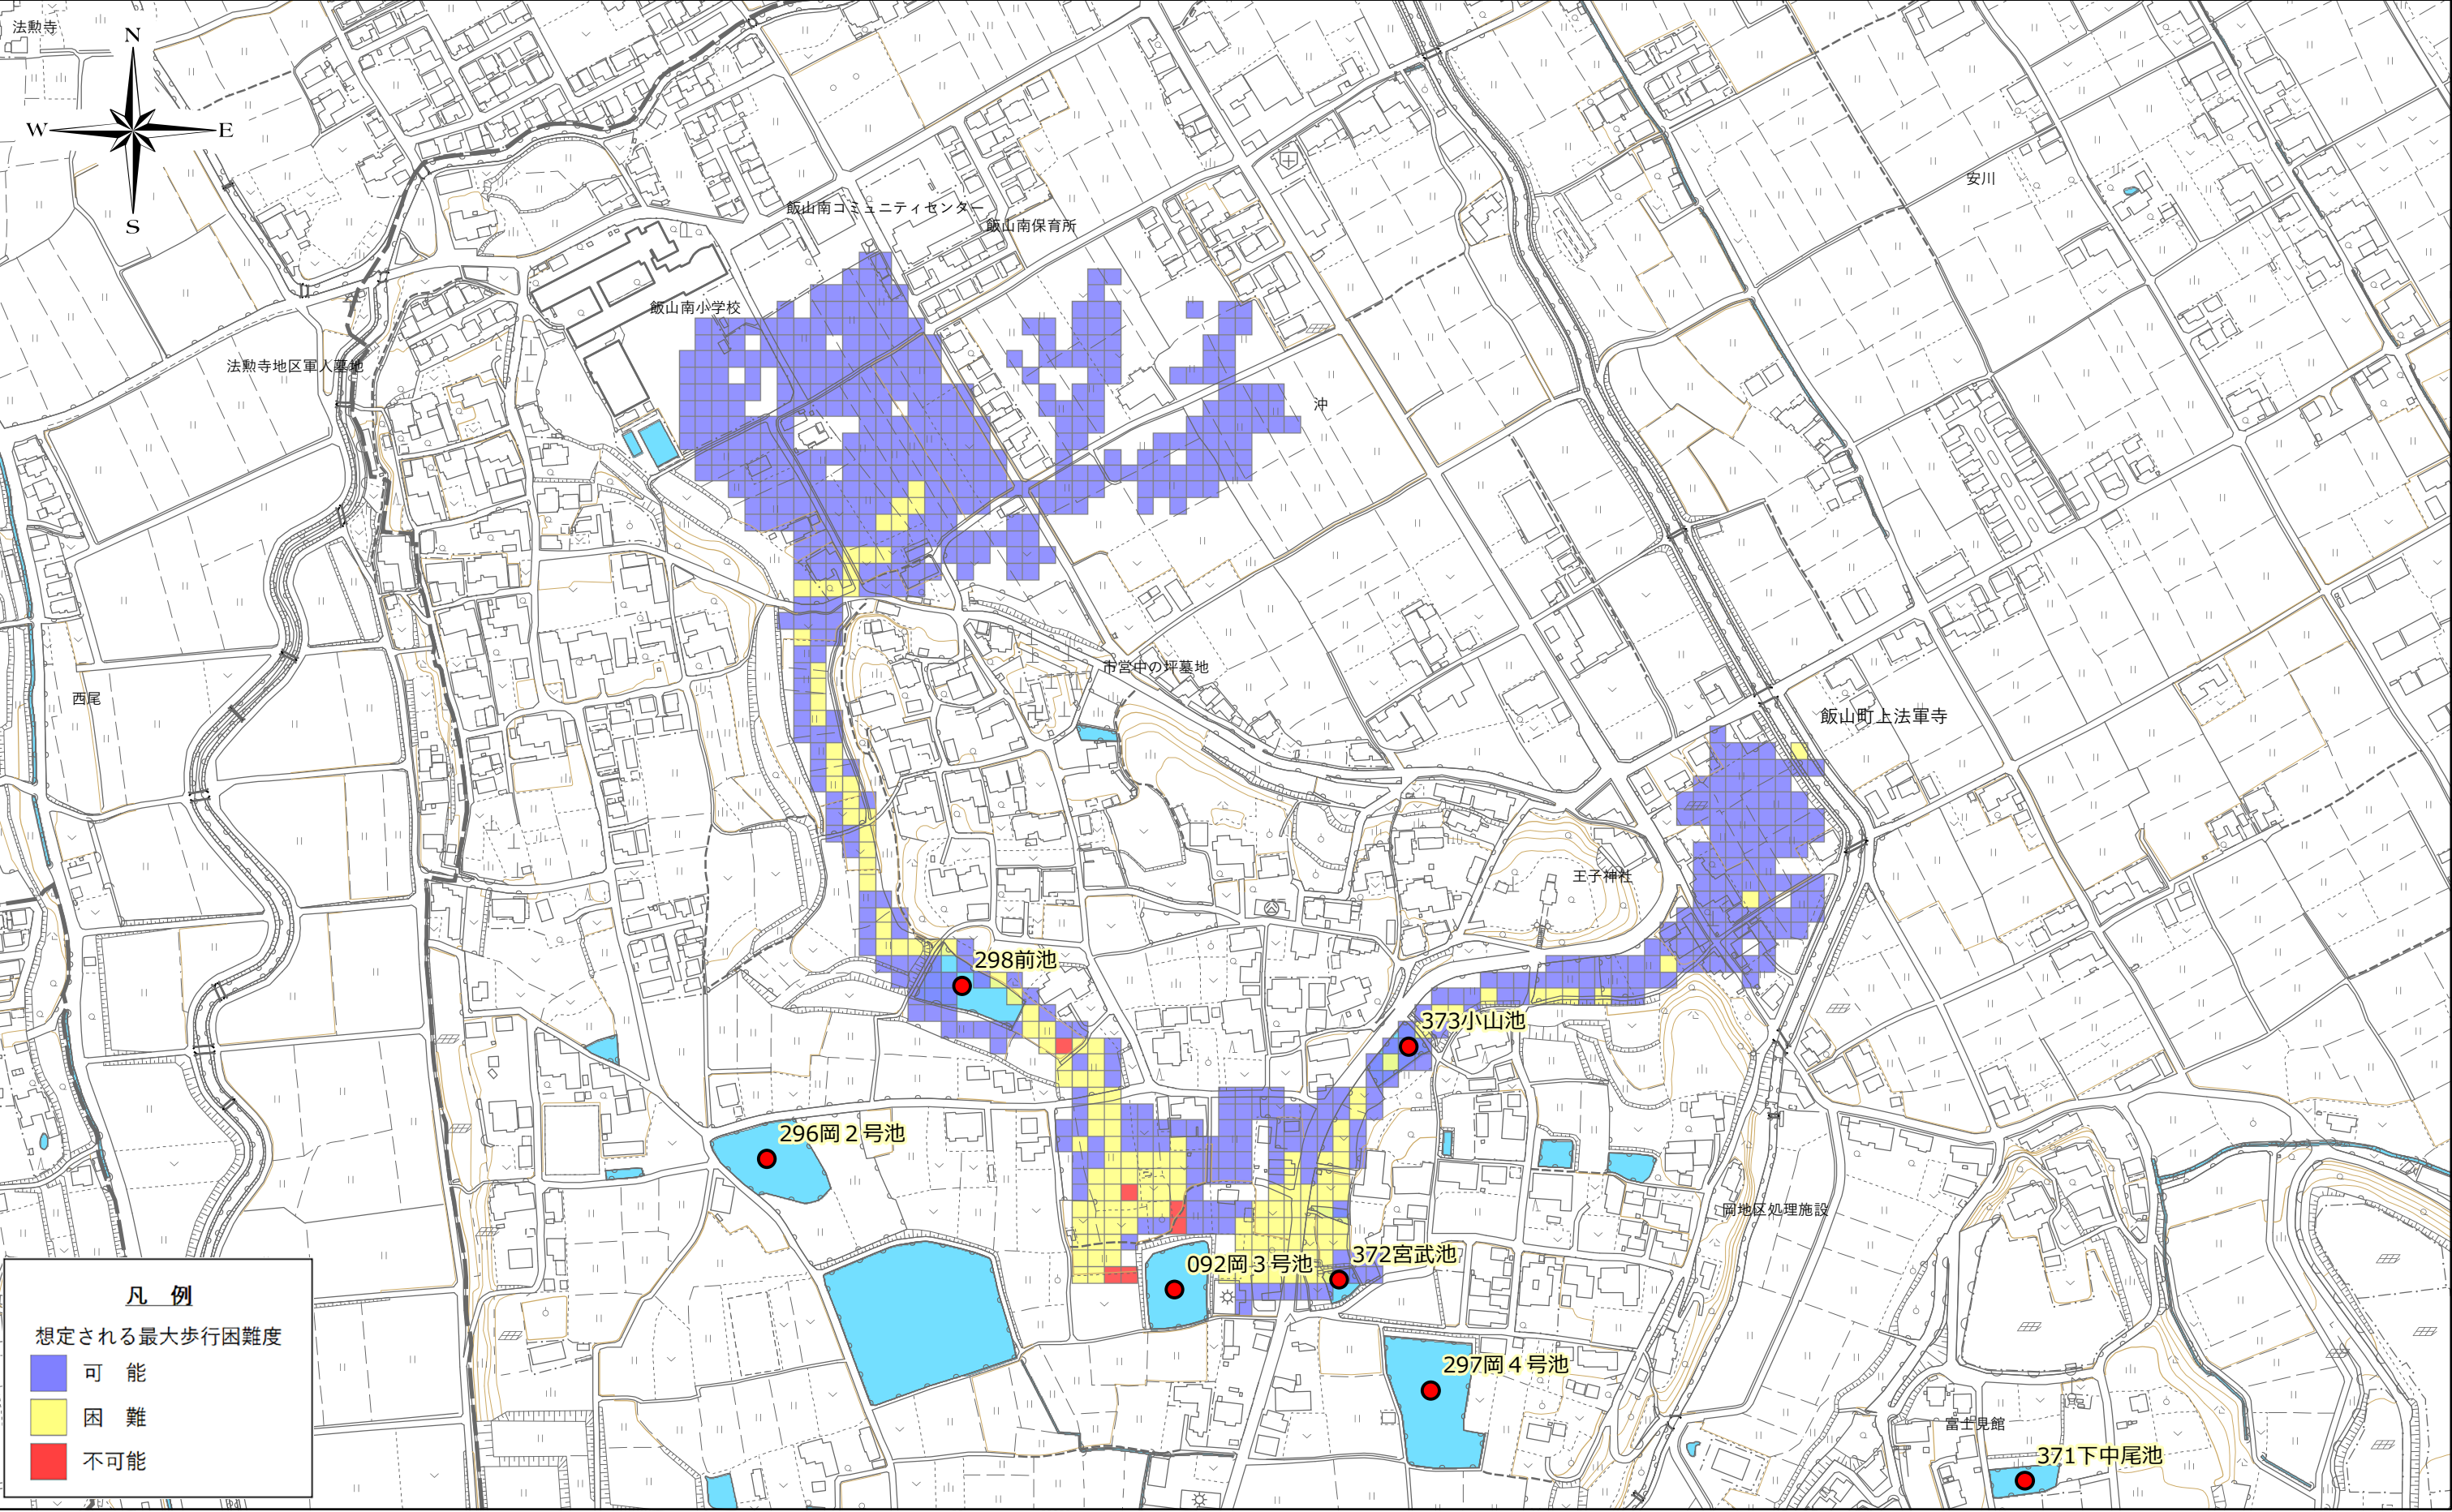 法勲寺
N
W
E
S
安川
飯山南コミュニティセンター
飯山南保育所
飯山南小学校
法勲寺地区軍人墓地
沖
市営中の坪墓地
西尾
飯山町上法軍寺
王子神社
298前池
373小山池
296岡２号池
岡地区処理施設
372宮武池
092岡３号池
297岡４号池
富士見館
371下中尾池
凡　例
想定される最大歩行困難度
可　能
困　難
不可能